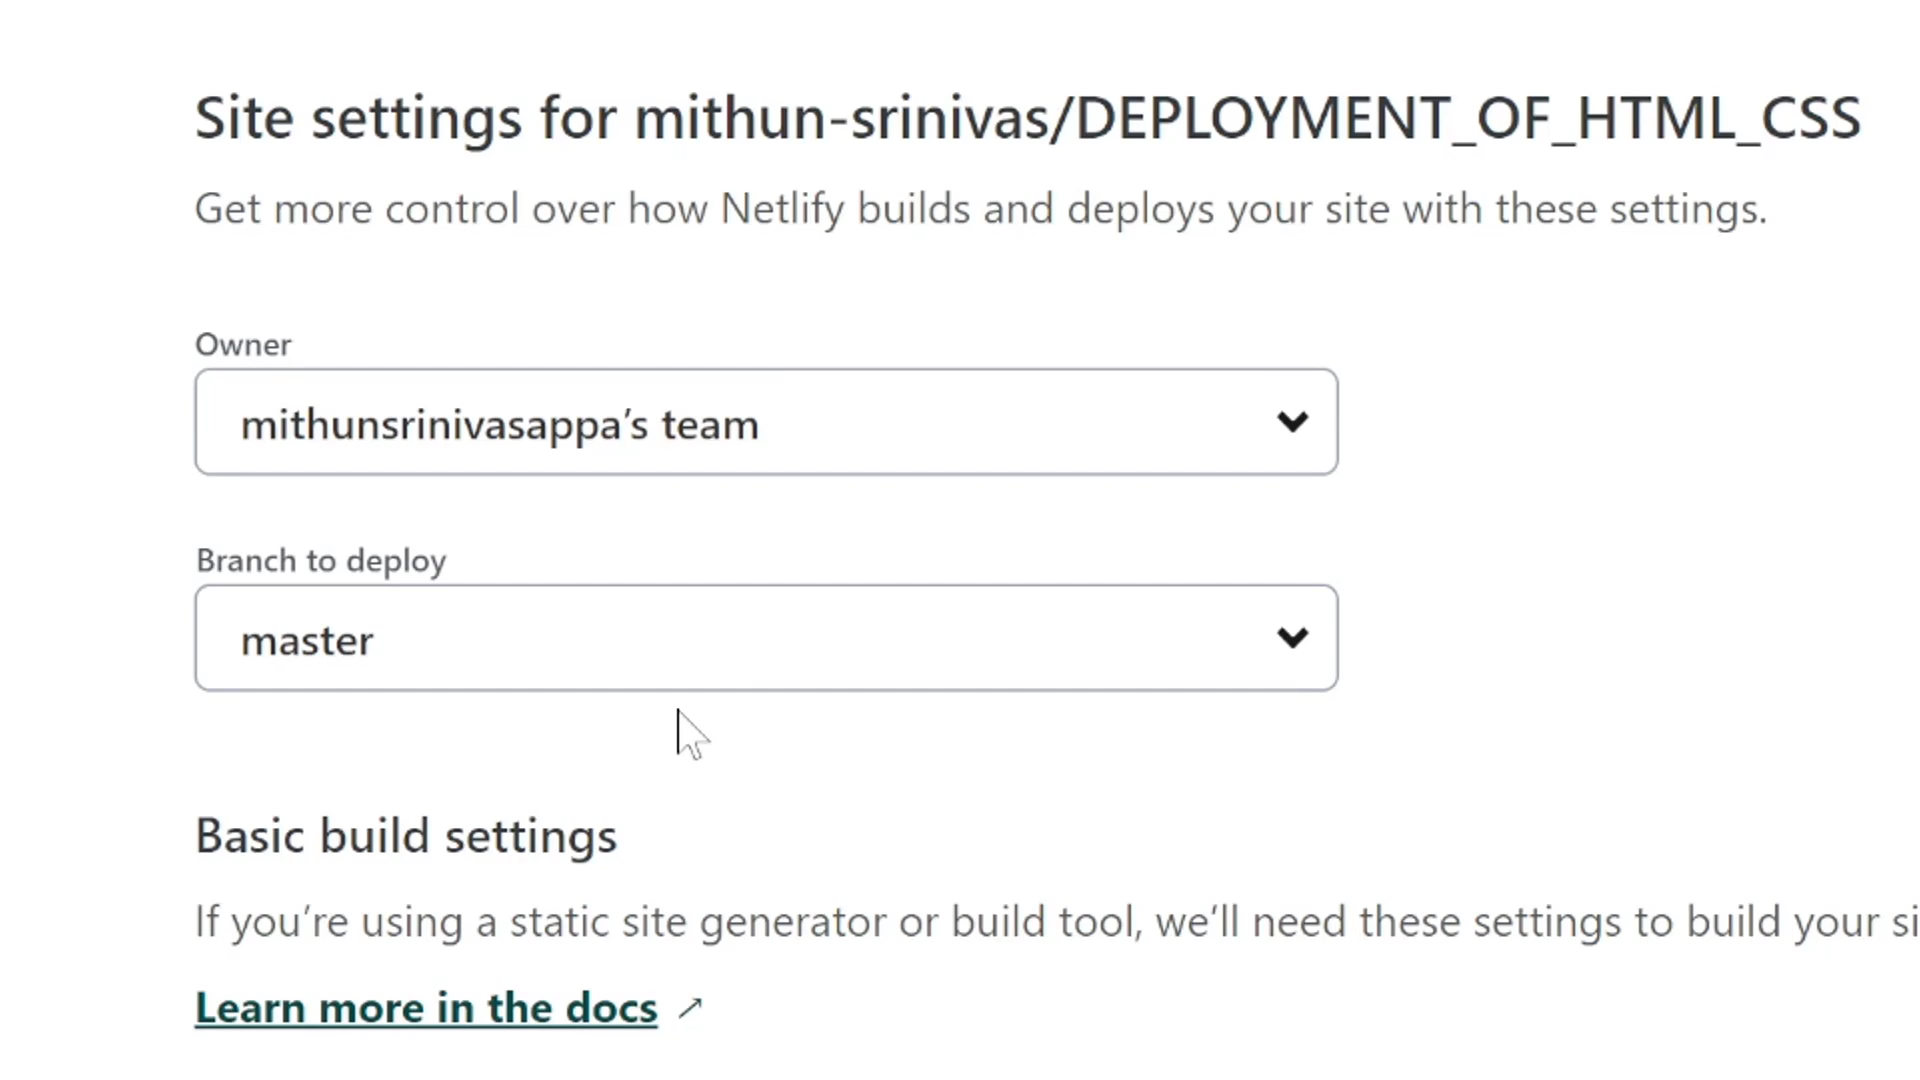 Site settings for mithun-srinivas/DEPLOYMENT_OF_HTML_CSS
Get more control over how Netlify builds and deploys your site with these settings.
Owner
mithunsrinivasappa’s team
Branch to deploy
master
Basic build settings
If you’re using a static site generator or build tool, we’ll need these settings to build your si
Learn more in the docs ↗